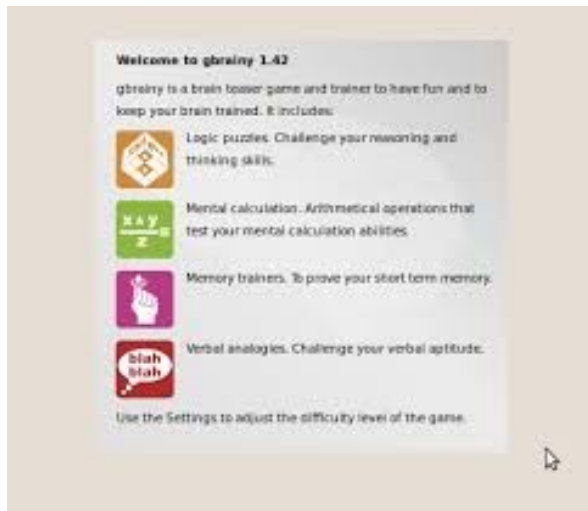 Welcome to gbrainy 1.42
gbrainy is a brain teaser game and trainer to have fun and to
keep your brain trained. It includes:
Logic puzzles. Challenge your reasoning and
thinking skills.
x + y
z =
Mental calculation. Arithmetical operations that
test your mental calculation abilities.
Memory trainers. To prove your short term memory.
blah
blah
Verbal analogies. Challenge your verbal aptitude.
Use the Settings to adjust the difficulty level of the game.